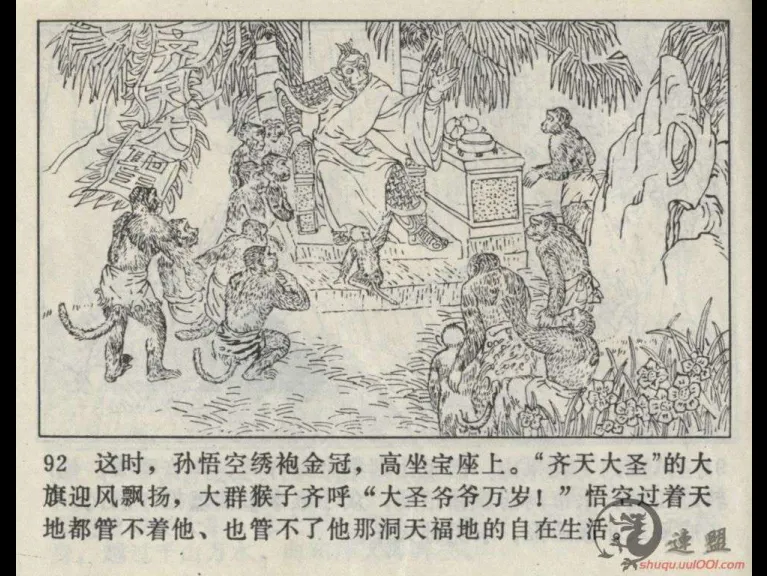 齐天大聖
92 这时，孙悟空绣袍金冠，高坐宝座上。“齐天大圣”的大
旗迎风飘扬，大群猴子齐呼“大圣爷爷万岁！”悟空过着天
地都管不着他、也管不了他那洞天福地的自在生活
連盟
shuqu.uu1001.com